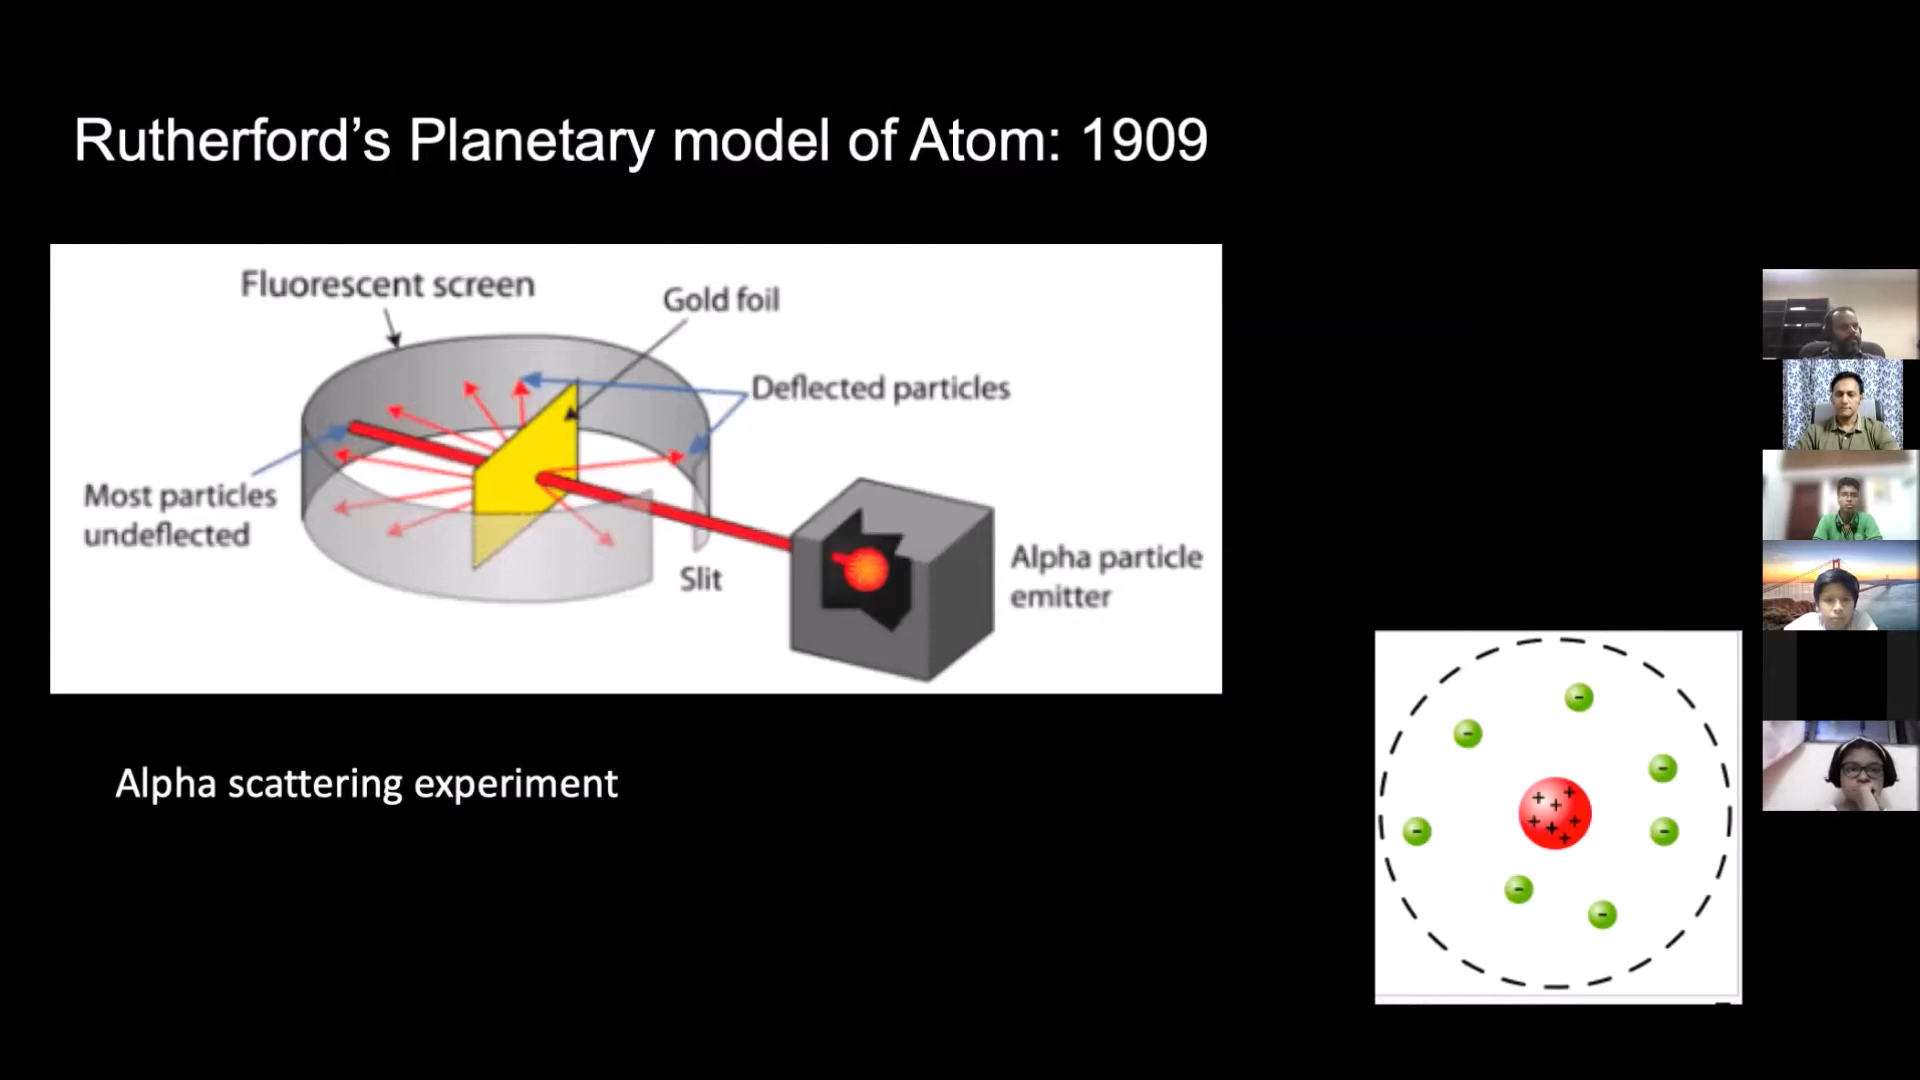 Rutherford's Planetary model of Atom: 1909
Fluorescent screen
Gold foil
Deflected particles
Most particles
undeflected
Slit
Alpha particle
emitter
Alpha scattering experiment